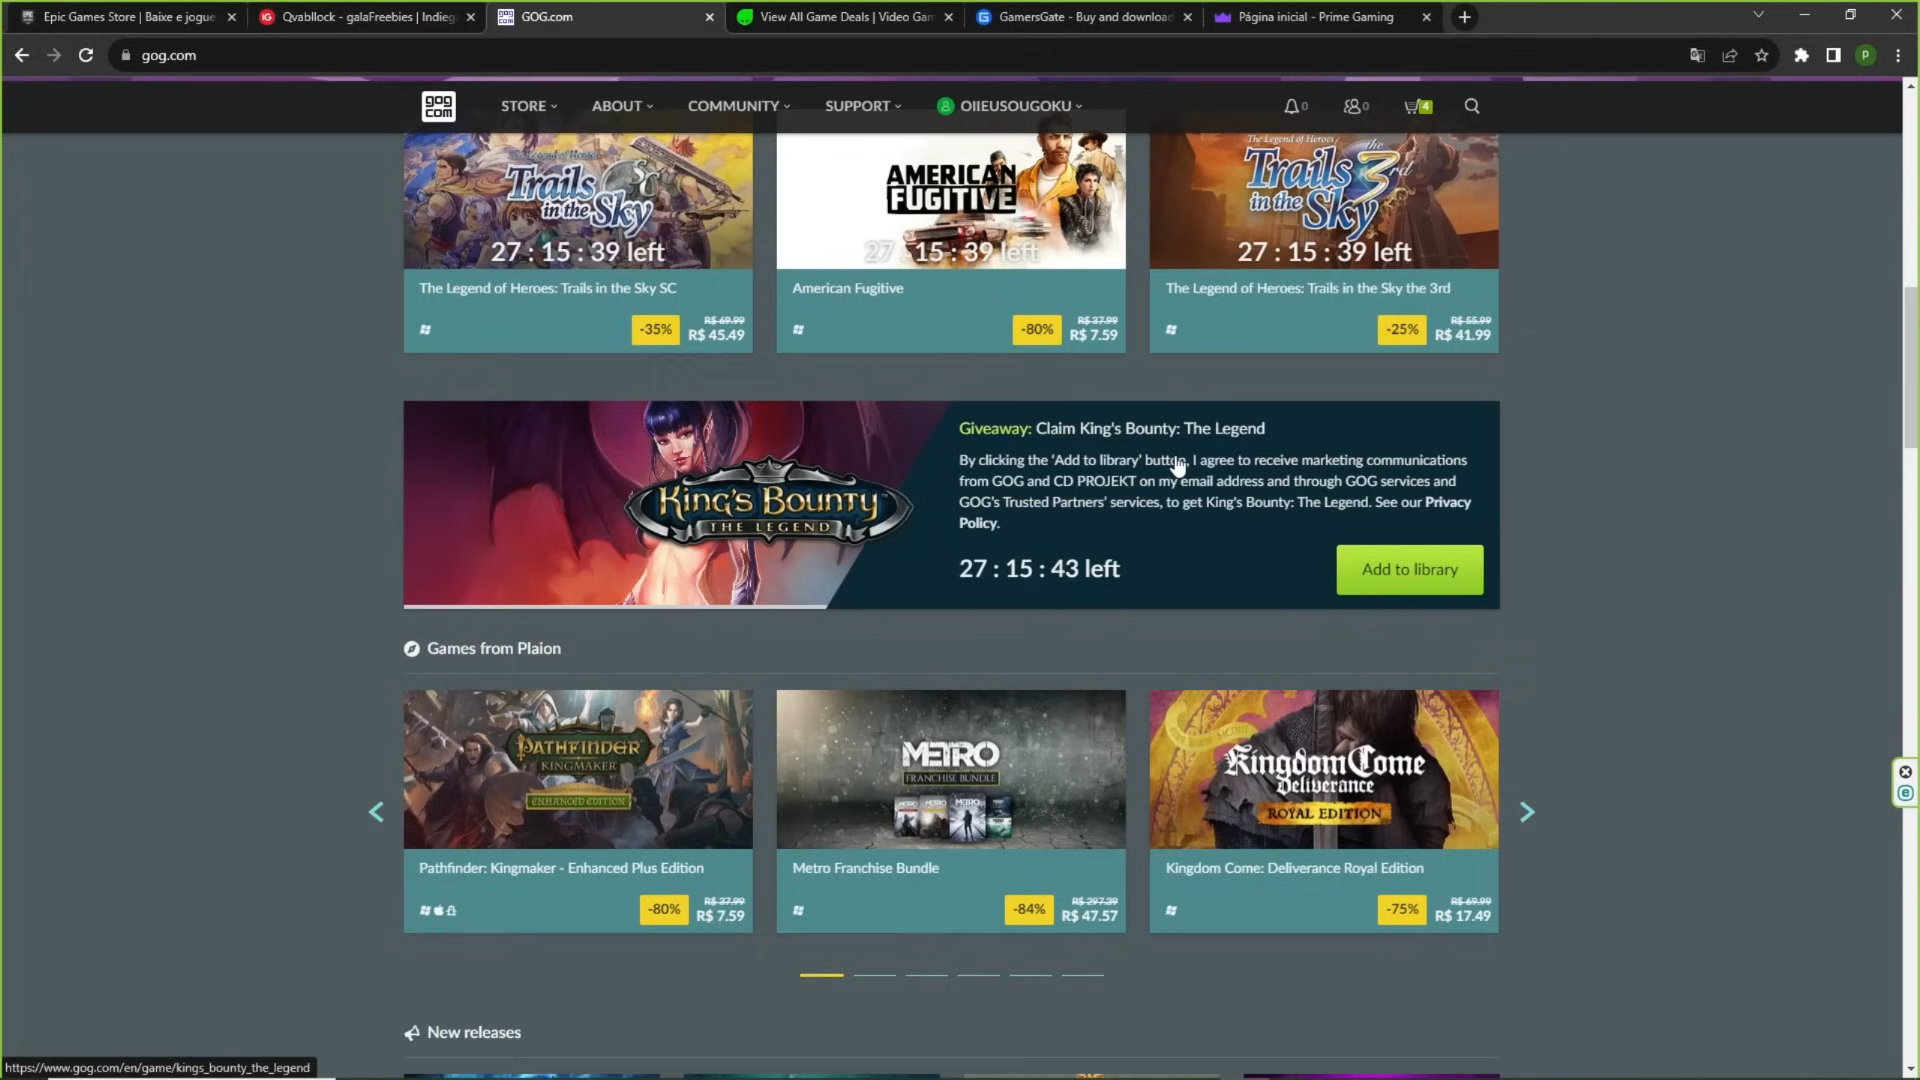 Epic Games Store | Baixe e jogue
Qvabllock - galaFreebies | Indieg
GOG.com
View All Game Deals | Video Gam
GamersGate - Buy and download
Página inicial - Prime Gaming
gog.com
gog
com
STORE
ABOUT
COMMUNITY
SUPPORT
OIIEUSOUGOKU
0
0
4
Trails in the Sky SC
27 : 15 : 39 left
AMERICAN
FUGITIVE
27 : 15 : 39 left
The Legend of Heroes
Trails in the Sky the 3rd
27 : 15 : 39 left
The Legend of Heroes: Trails in the Sky SC
-35%
R$ 69.99
R$ 45.49
American Fugitive
-80%
R$ 37.99
R$ 7.59
The Legend of Heroes: Trails in the Sky the 3rd
-25%
R$ 55.99
R$ 41.99
KING'S BOUNTY
THE LEGEND
Giveaway: Claim King's Bounty: The Legend
By clicking the 'Add to library' button, I agree to receive marketing communications
from GOG and CD PROJEKT on my email address and through GOG services and
GOG's Trusted Partners' services, to get King's Bounty: The Legend. See our Privacy
Policy.
27 : 15 : 43 left
Add to library
Games from Plaion
PATHFINDER
KINGMAKER
ENHANCED EDITION
METRO
FRANCHISE BUNDLE
Kingdom Come
Deliverance
ROYAL EDITION
Pathfinder: Kingmaker - Enhanced Plus Edition
-80%
R$ 37.99
R$ 7.59
Metro Franchise Bundle
-84%
R$ 297.39
R$ 47.57
Kingdom Come: Deliverance Royal Edition
-75%
R$ 69.99
R$ 17.49
New releases
https://www.gog.com/en/game/kings_bounty_the_legend